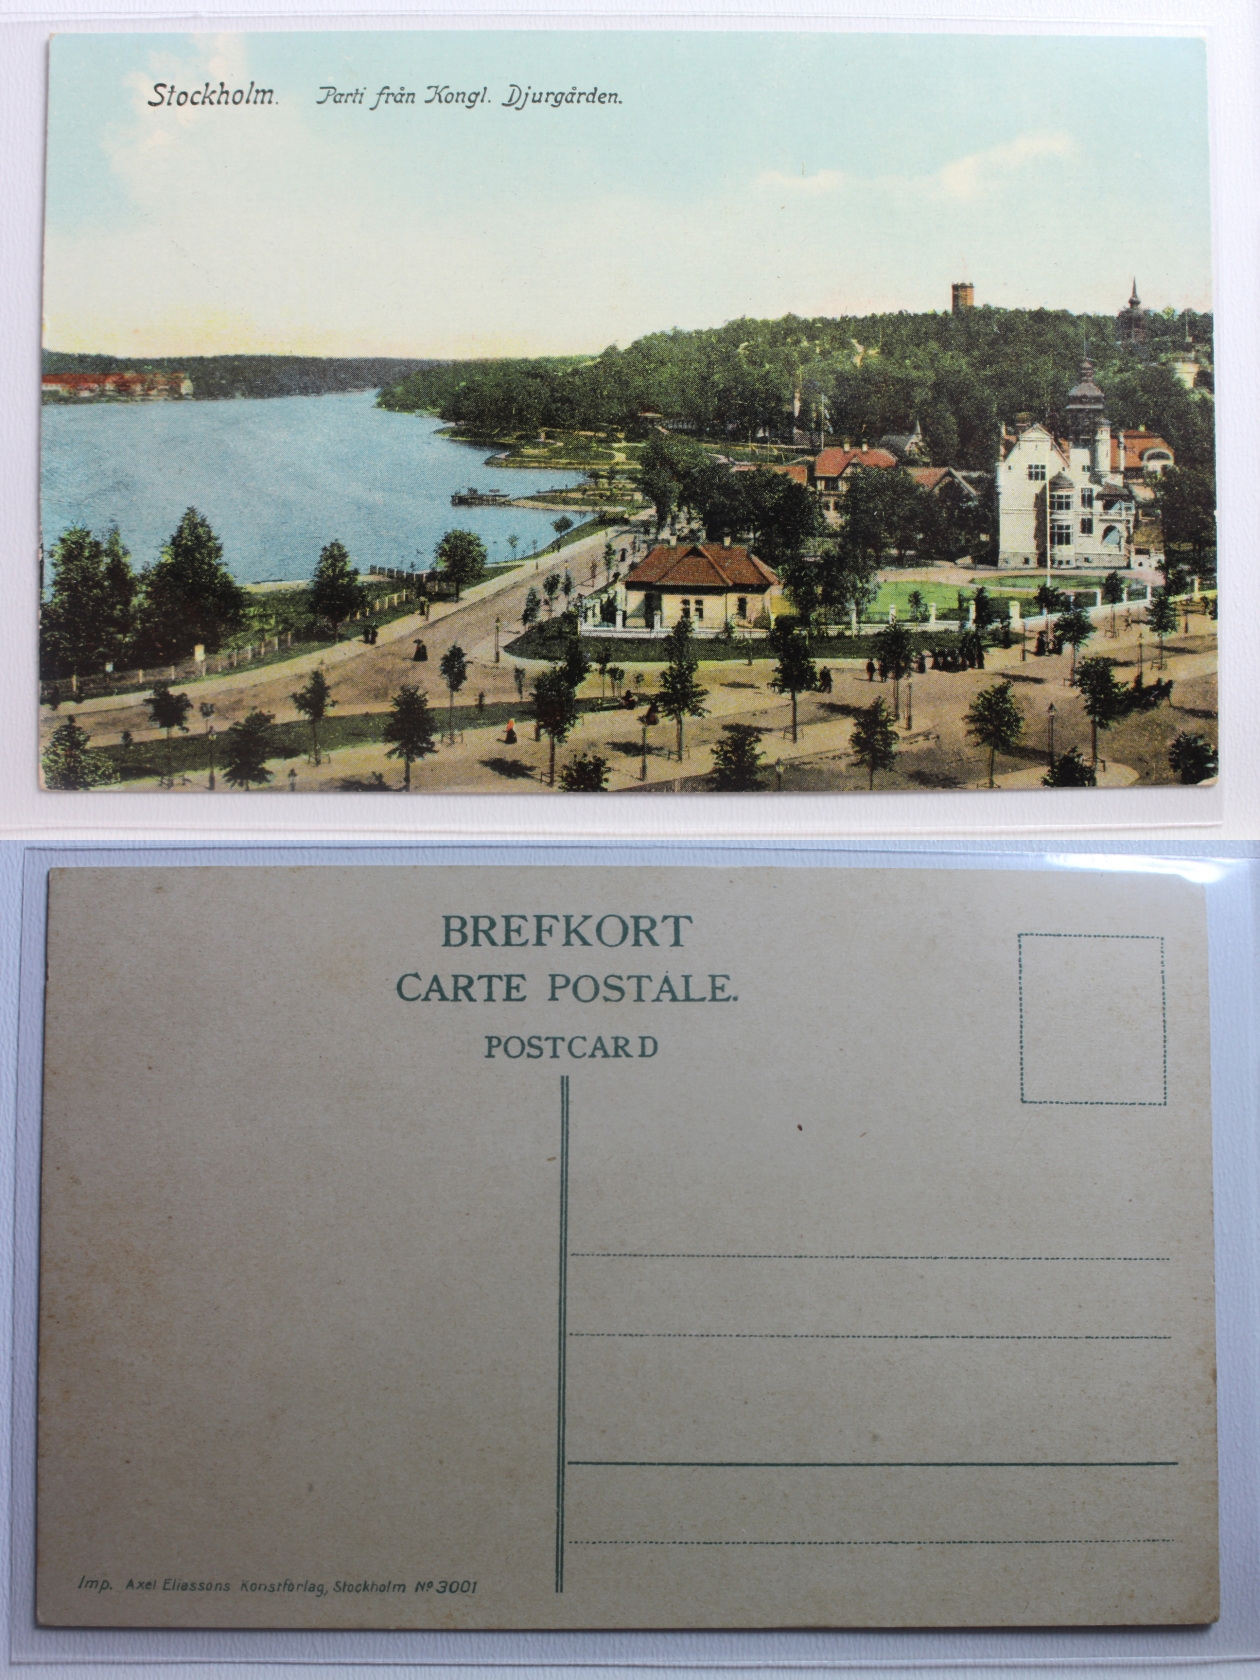 Stockholm. Parti från Kongl. Djurgården.
BREFKORT
CARTE POSTALE.
POSTCARD
Imp. Axel Eliassons Konstförlag, Stockholm Nº 3001